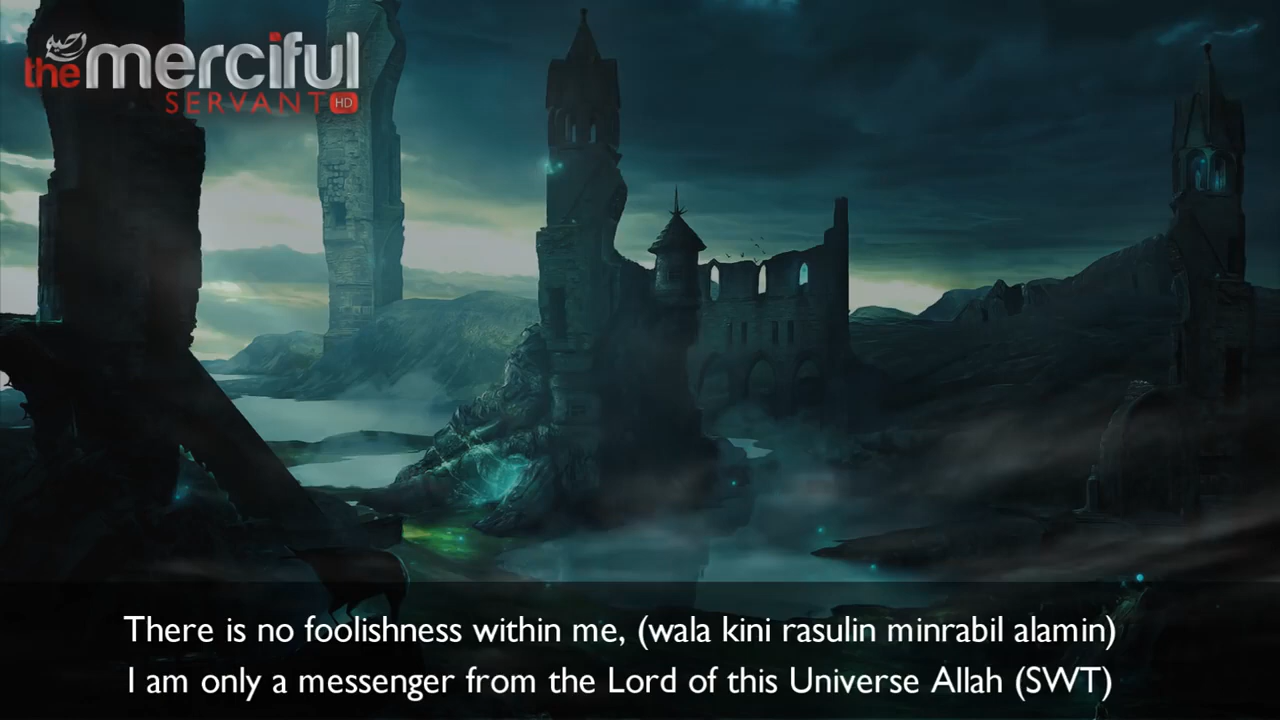 the merciful
SERVANT HD
There is no foolishness within me, (wala kini rasulin minrabil alamin)
I am only a messenger from the Lord of this Universe Allah (SWT)